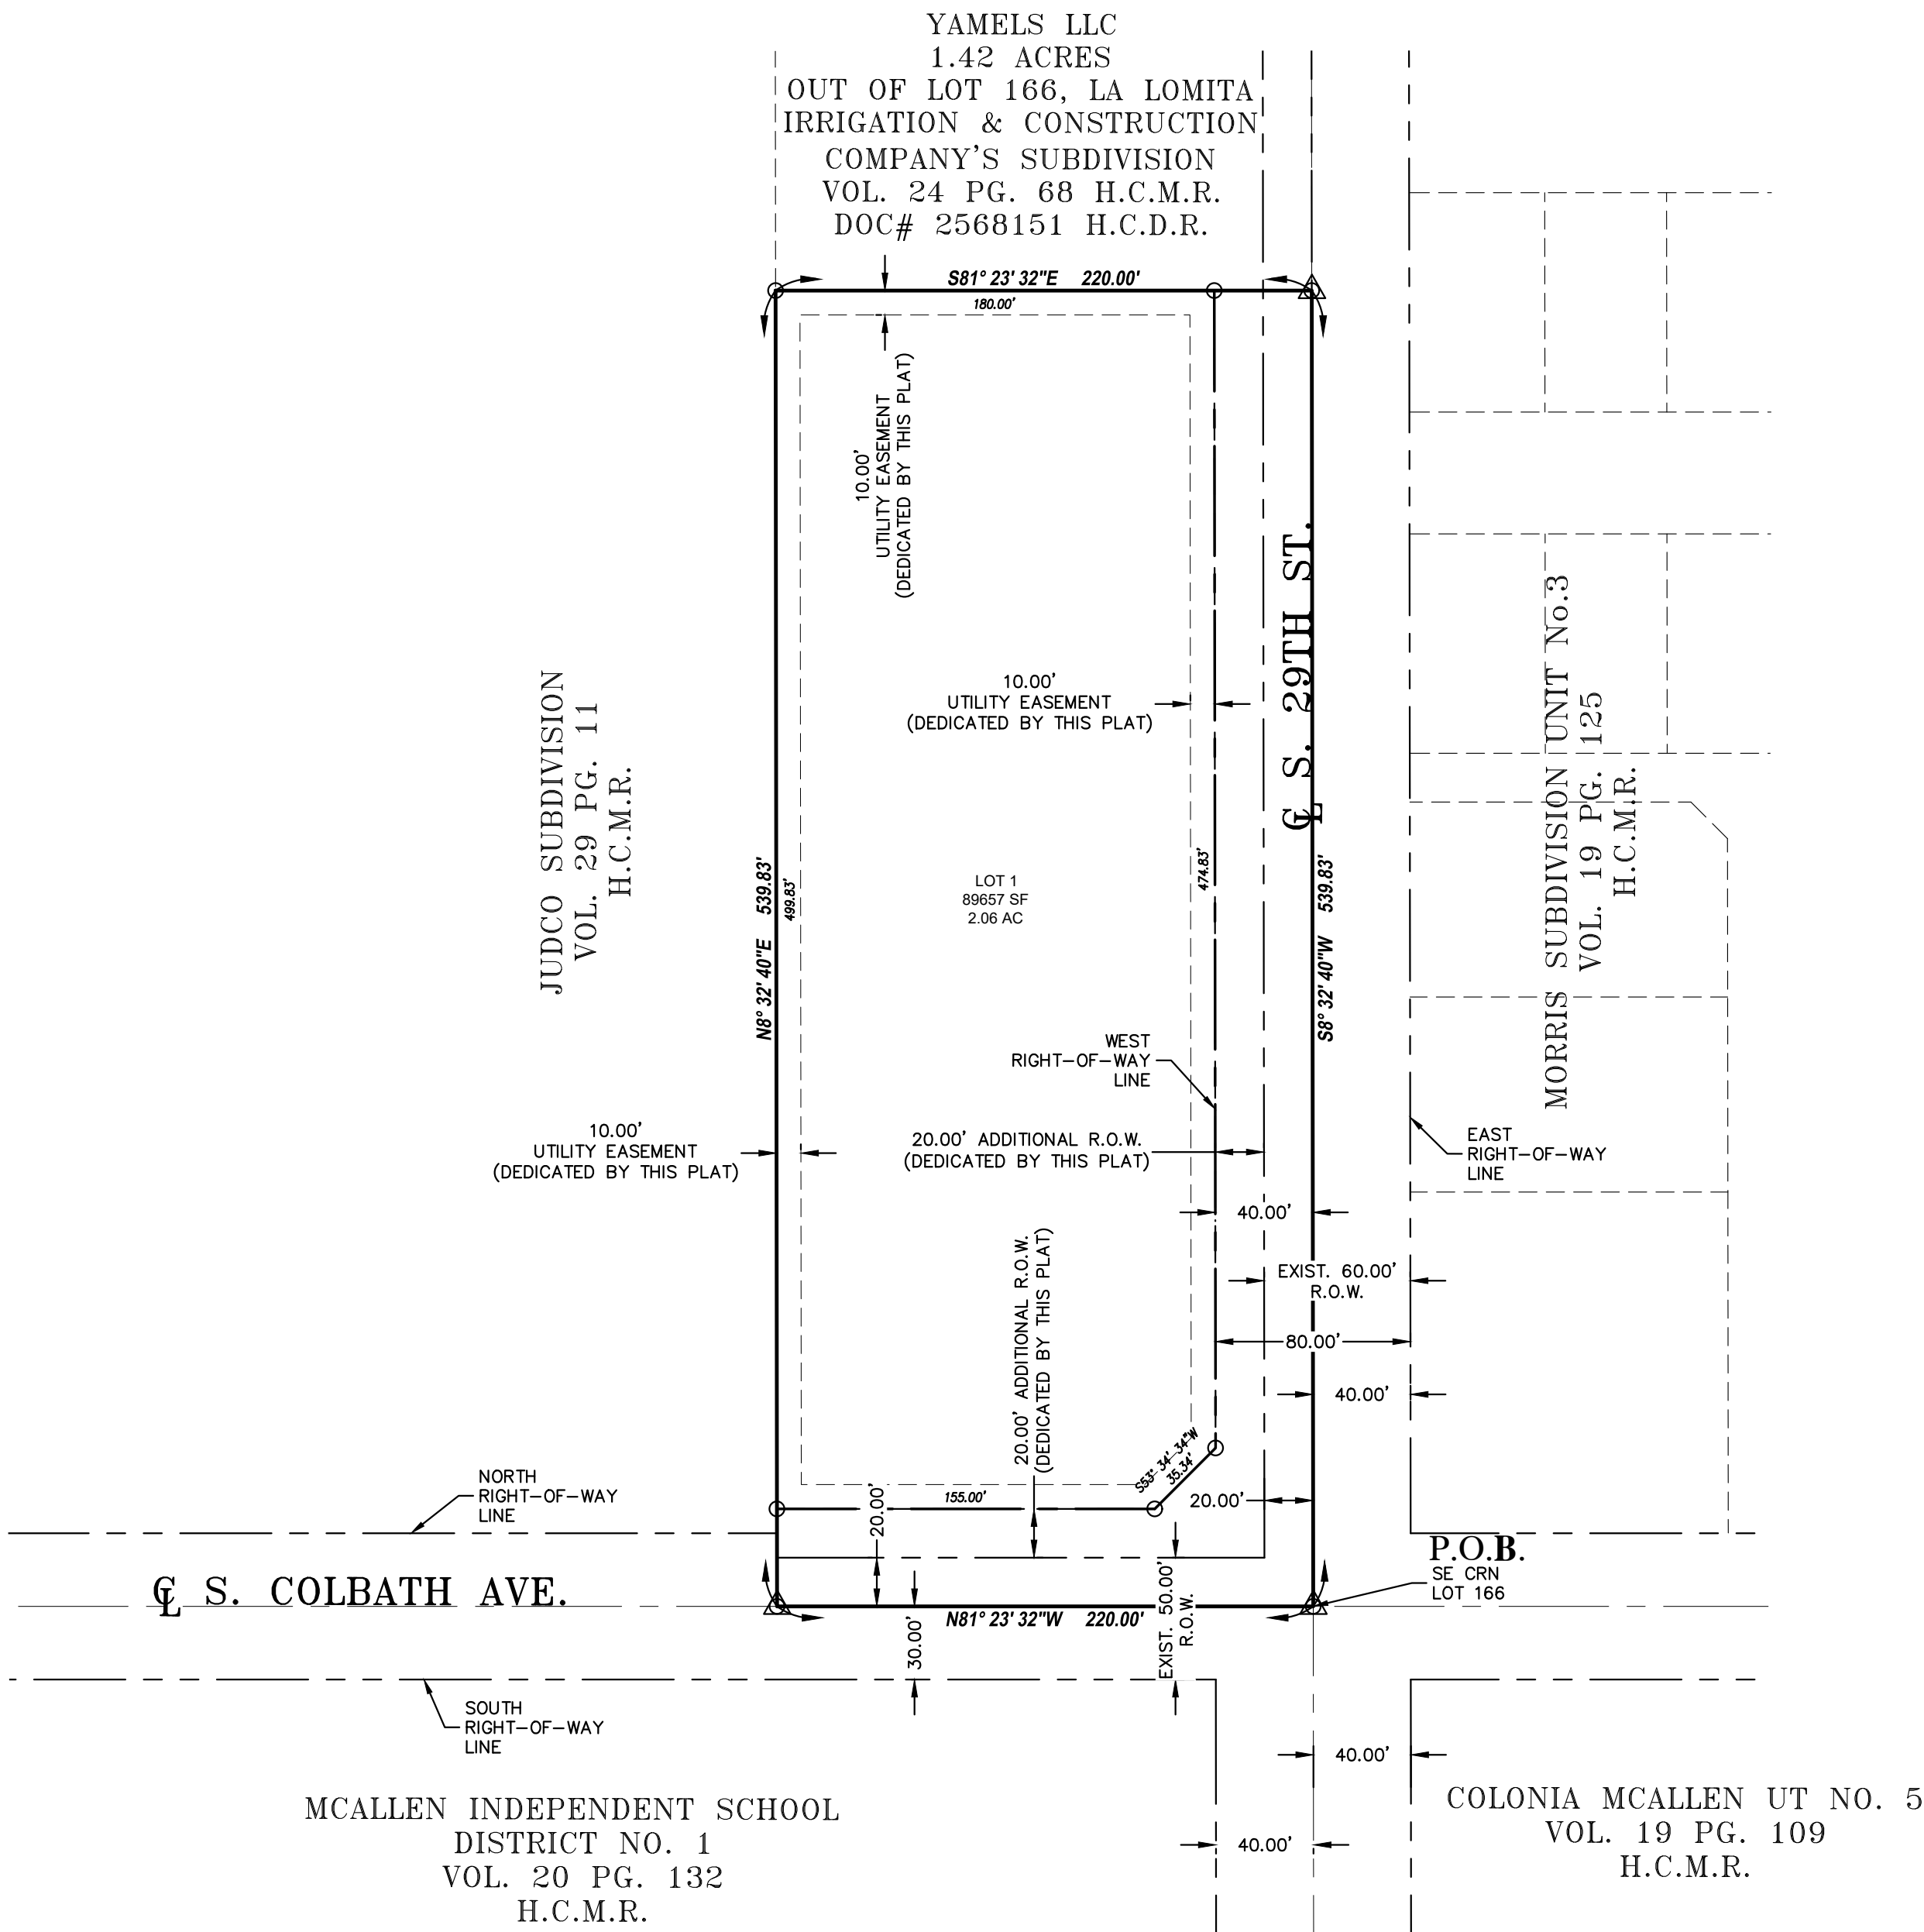 YAMELS LLC
1.42 ACRES
OUT OF LOT 166, LA LOMITA
IRRIGATION & CONSTRUCTION
COMPANY'S SUBDIVISION
VOL. 24 PG. 68 H.C.M.R.
DOC# 2568151 H.C.D.R.
S81° 23' 32"E 220.00'
180.00'
10.00'
UTILITY EASEMENT
(DEDICATED BY THIS PLAT)
10.00'
UTILITY EASEMENT
(DEDICATED BY THIS PLAT)
℄ S. 29TH ST.
JUDCO SUBDIVISION
VOL. 29 PG. 11
H.C.M.R.
MORRIS SUBDIVISION UNIT No.3
VOL. 19 PG. 125
H.C.M.R.
N8° 32' 40"E 539.83'
499.83'
LOT 1
89657 SF
2.06 AC
474.83'
S8° 32' 40"W 539.83'
WEST
RIGHT-OF-WAY
LINE
10.00'
UTILITY EASEMENT
(DEDICATED BY THIS PLAT)
20.00' ADDITIONAL R.O.W.
(DEDICATED BY THIS PLAT)
EAST
RIGHT-OF-WAY
LINE
40.00'
20.00' ADDITIONAL R.O.W.
(DEDICATED BY THIS PLAT)
EXIST. 60.00'
R.O.W.
80.00'
40.00'
S53° 34' 34"W
35.34'
NORTH
RIGHT-OF-WAY
LINE
155.00'
20.00'
20.00'
℄ S. COLBATH AVE.
P.O.B.
SE CRN
LOT 166
N81° 23' 32"W 220.00'
30.00'
EXIST. 50.00'
R.O.W.
SOUTH
RIGHT-OF-WAY
LINE
40.00'
40.00'
MCALLEN INDEPENDENT SCHOOL
DISTRICT NO. 1
VOL. 20 PG. 132
H.C.M.R.
COLONIA MCALLEN UT NO. 5
VOL. 19 PG. 109
H.C.M.R.